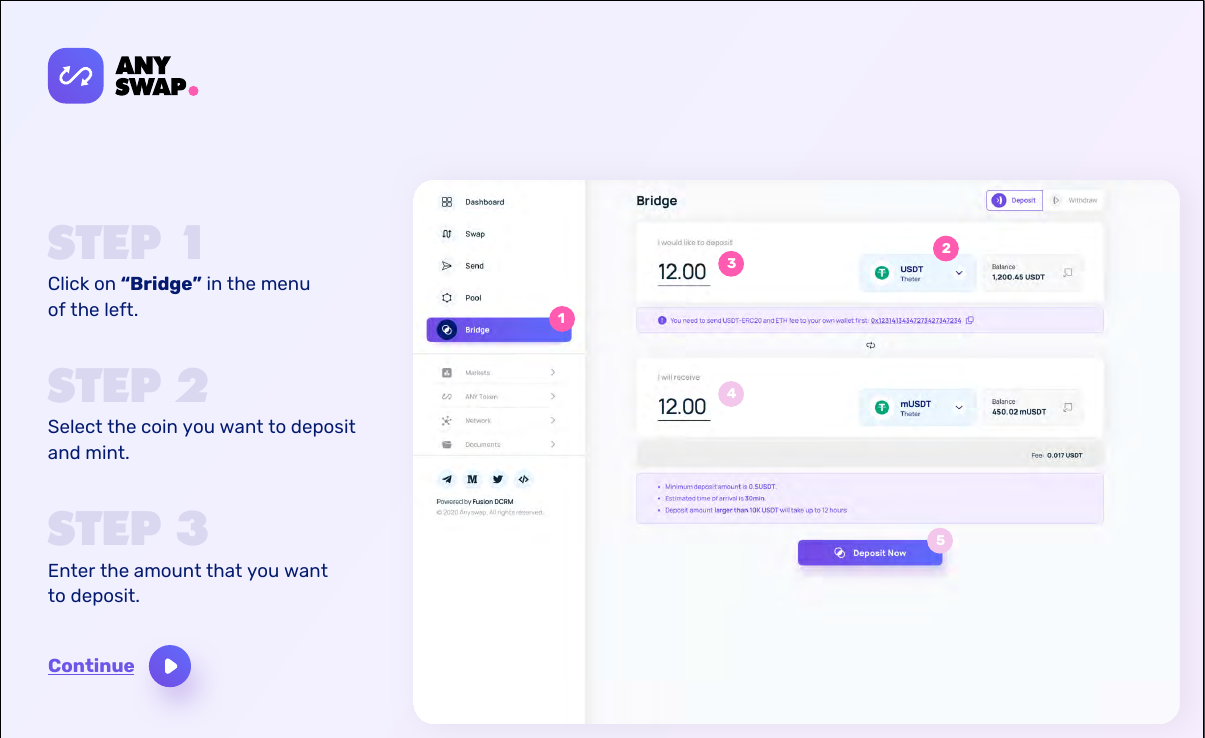 ANY
SWAP.
STEP 1
Click on “Bridge” in the menu
of the left.
STEP 2
Select the coin you want to deposit
and mint.
STEP 3
Enter the amount that you want
to deposit.
Continue
Dashboard
Swap
Send
Pool
Bridge
1
Markets
ANY Token
Network
Documents
M
Powered by Fusion DCRM
© 2020 Anyswap. All rights reserved.
Bridge
Deposit
Withdraw
I would like to deposit
12.00
3
2
USDT
Theter
Balance
1,200.45 USDT
You need to send USDT-ERC20 and ETH fee to your own wallet first:
I will receive
12.00
4
mUSDT
Theter
Balance
450.02 mUSDT
Fee: 0.017 USDT
• Minimum deposit amount is 0.5USDT.
• Estimated time of arrival is 30min.
• Deposit amount larger than 10K USDT will take up to 12 hours
5
Deposit Now